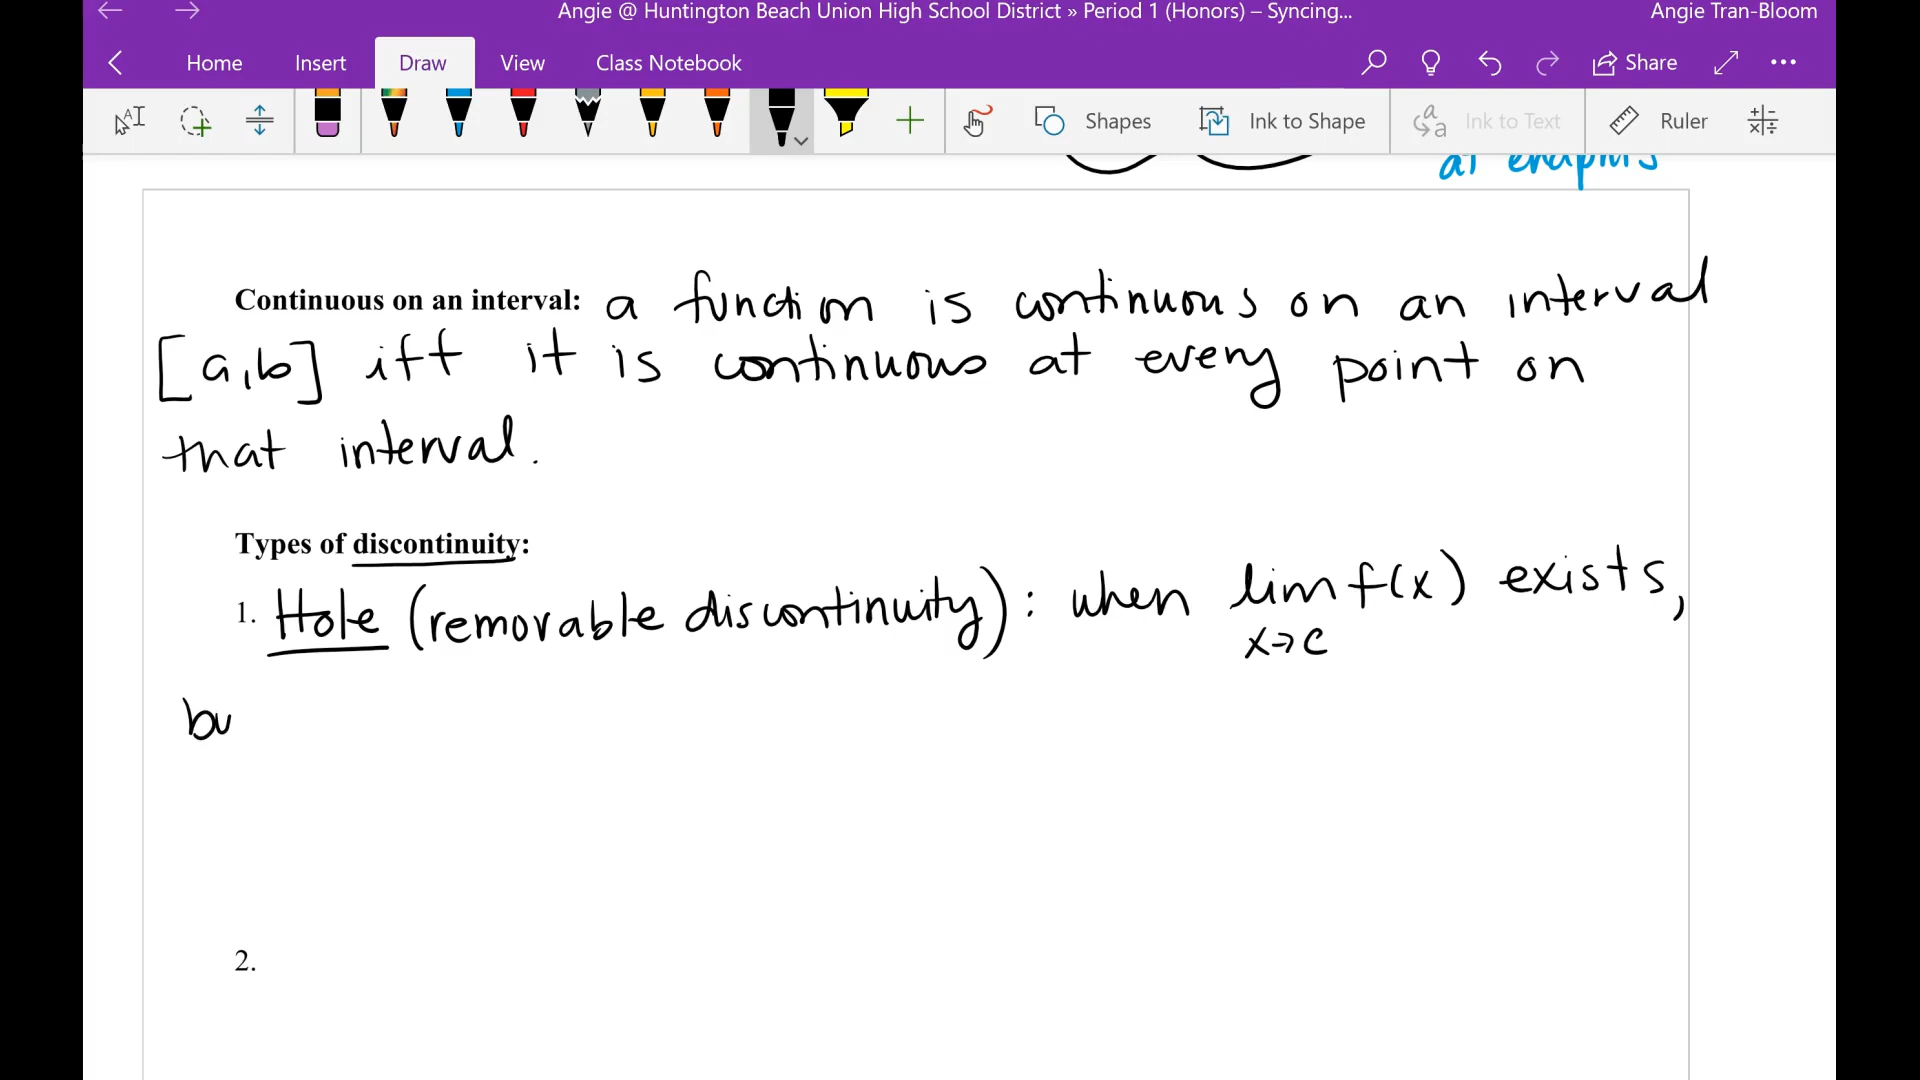 Angie @ Huntington Beach Union High School District » Period 1 (Honors) – Syncing...
Angie Tran-Bloom
Home Insert Draw View Class Notebook Share
Shapes Ink to Shape Ink to Text Ruler
at endpts
Continuous on an interval: a function is continuous on an interval
[a,b] iff it is continuous at every point on
that interval.
Types of discontinuity:
1. Hole (removable discontinuity): when lim f(x) exists,
x→c
bu
2.